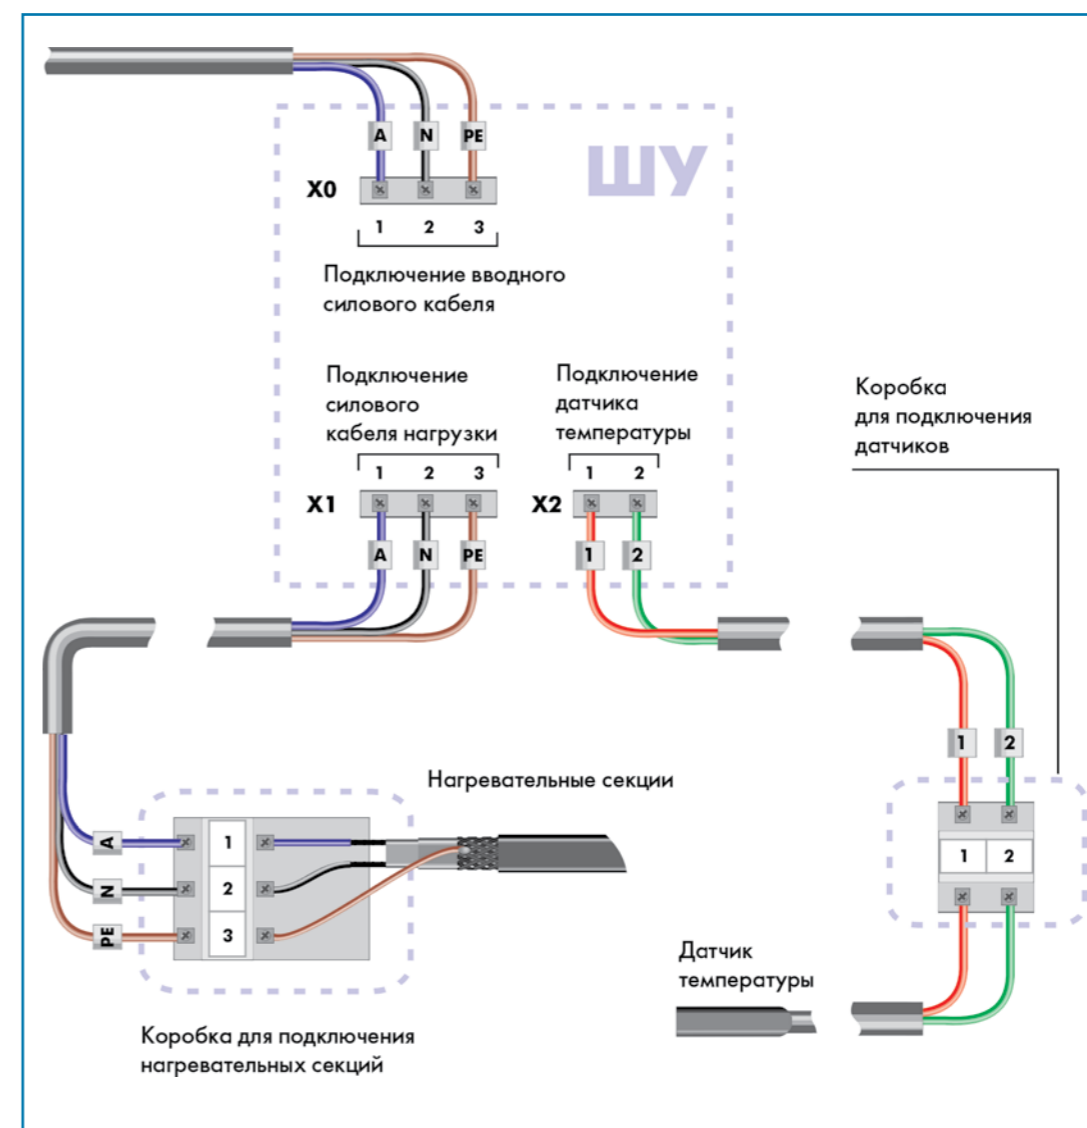 A N PE
ШУ
X0
1 2 3
Подключение вводного
силового кабеля
Подключение
силового
кабеля нагрузки
1 2 3
X1
A N PE
Подключение
датчика
температуры
1 2
X2
1 2
Коробка
для подключения
датчиков
1 2
1 2
Нагревательные секции
A
N
PE
1
2
3
Коробка для подключения
нагревательных секций
Датчик
температуры